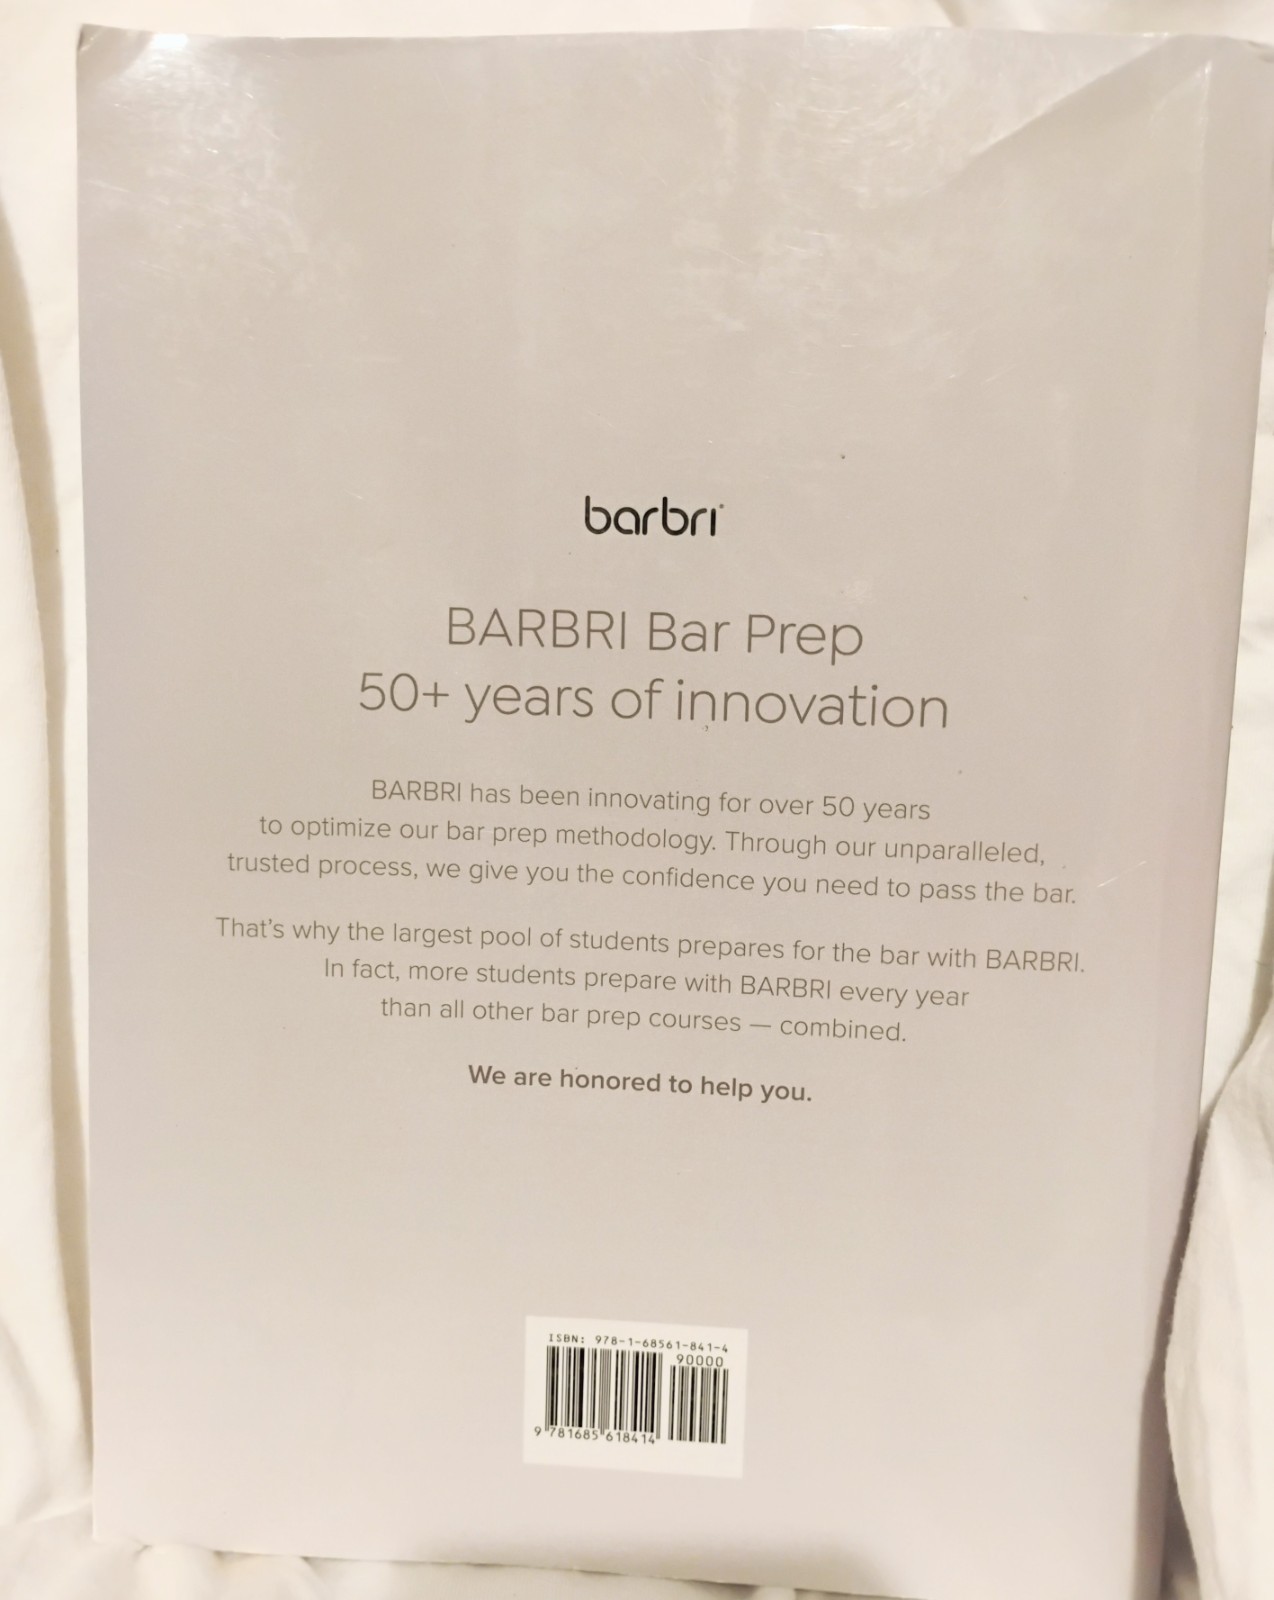 barbri
BARBRI Bar Prep
50+ years of innovation
BARBRI has been innovating for over 50 years
to optimize our bar prep methodology. Through our unparalleled,
trusted process, we give you the confidence you need to pass the bar.
That's why the largest pool of students prepares for the bar with BARBRI.
In fact, more students prepare with BARBRI every year
than all other bar prep courses — combined.
We are honored to help you.
ISBN: 978-1-68561-841-4
90000
9 781685 618414